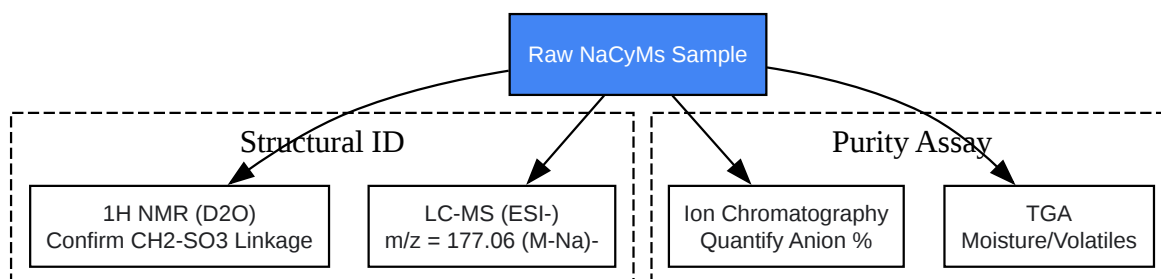 Raw NaCyMs Sample
Structural ID
Purity Assay
1H NMR (D2O)
Confirm CH2-SO3 Linkage
LC-MS (ESI-)
m/z = 177.06 (M-Na)-
Ion Chromatography
Quantify Anion %
TGA
Moisture/Volatiles